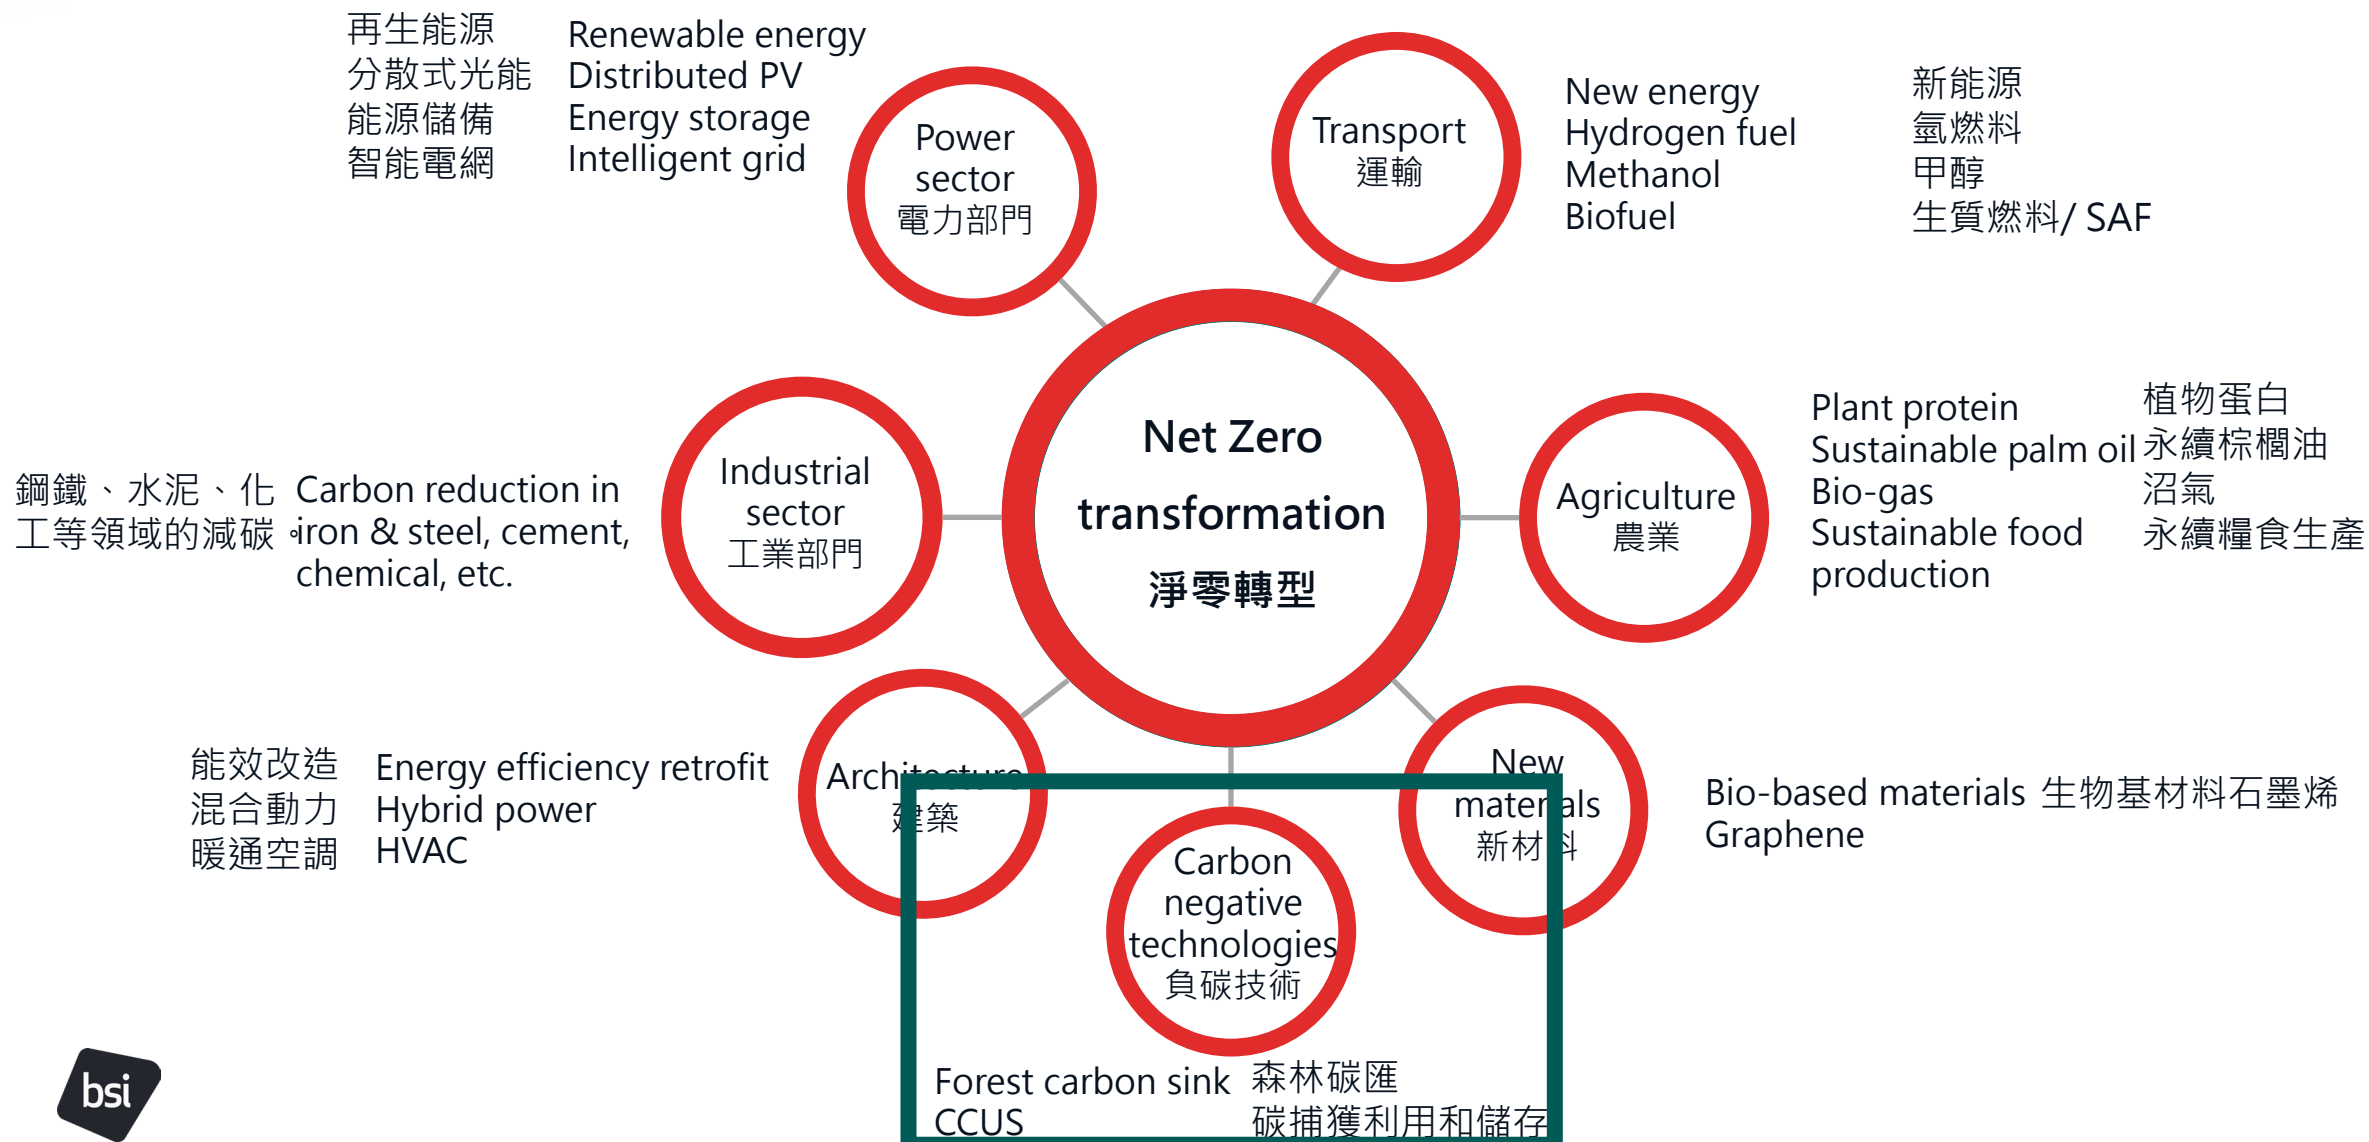 再生能源
分散式光能
能源儲備
智能電網
Renewable energy
Distributed PV
Energy storage
Intelligent grid
Power
sector
電力部門
Transport
運輸
New energy
Hydrogen fuel
Methanol
Biofuel
新能源
氫燃料
甲醇
生質燃料/ SAF
鋼鐵、水泥、化
工等領域的減碳。
Carbon reduction in
iron & steel, cement,
chemical, etc.
Industrial
sector
工業部門
Net Zero
transformation
淨零轉型
Agriculture
農業
Plant protein
Sustainable palm oil
Bio-gas
Sustainable food
production
植物蛋白
永續棕櫚油
沼氣
永續糧食生產
能效改造
混合動力
暖通空調
Energy efficiency retrofit
Hybrid power
HVAC
Architecture
建築
Carbon
negative
technologies
負碳技術
New
materials
新材料
Bio-based materials
Graphene
生物基材料石墨烯
Forest carbon sink
CCUS
森林碳匯
碳捕獲利用和儲存
bsi